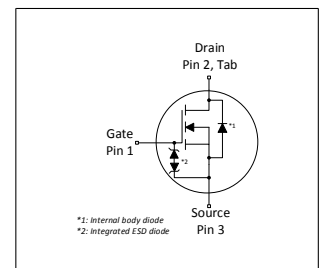 Drain
Pin 2, Tab
*1
Gate
Pin 1
*2
Source
Pin 3
*1: Internal body diode
*2: Integrated ESD diode